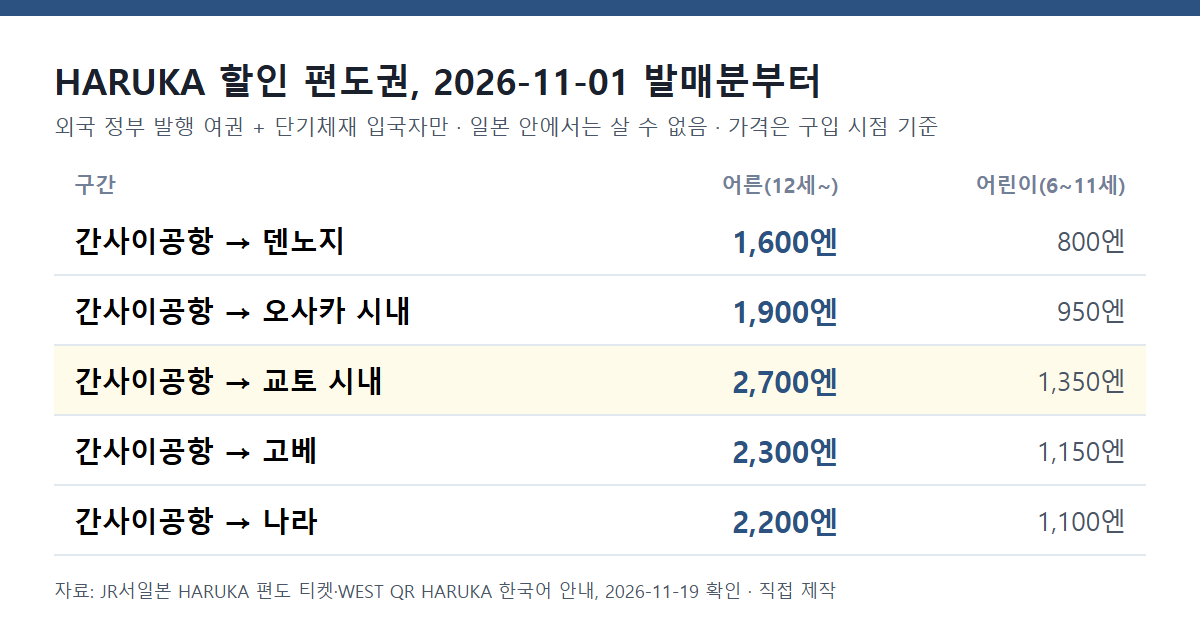 HARUKA 할인 편도권, 2026-11-01 발매분부터
외국 정부 발행 여권 + 단기체재 입국자만 · 일본 안에서는 살 수 없음 · 가격은 구입 시점 기준
구간 어른(12세~) 어린이(6~11세)
간사이공항 → 덴노지 1,600엔 800엔
간사이공항 → 오사카 시내 1,900엔 950엔
간사이공항 → 교토 시내 2,700엔 1,350엔
간사이공항 → 고베 2,300엔 1,150엔
간사이공항 → 나라 2,200엔 1,100엔
자료: JR서일본 HARUKA 편도 티켓·WEST QR HARUKA 한국어 안내, 2026-11-19 확인 · 직접 제작